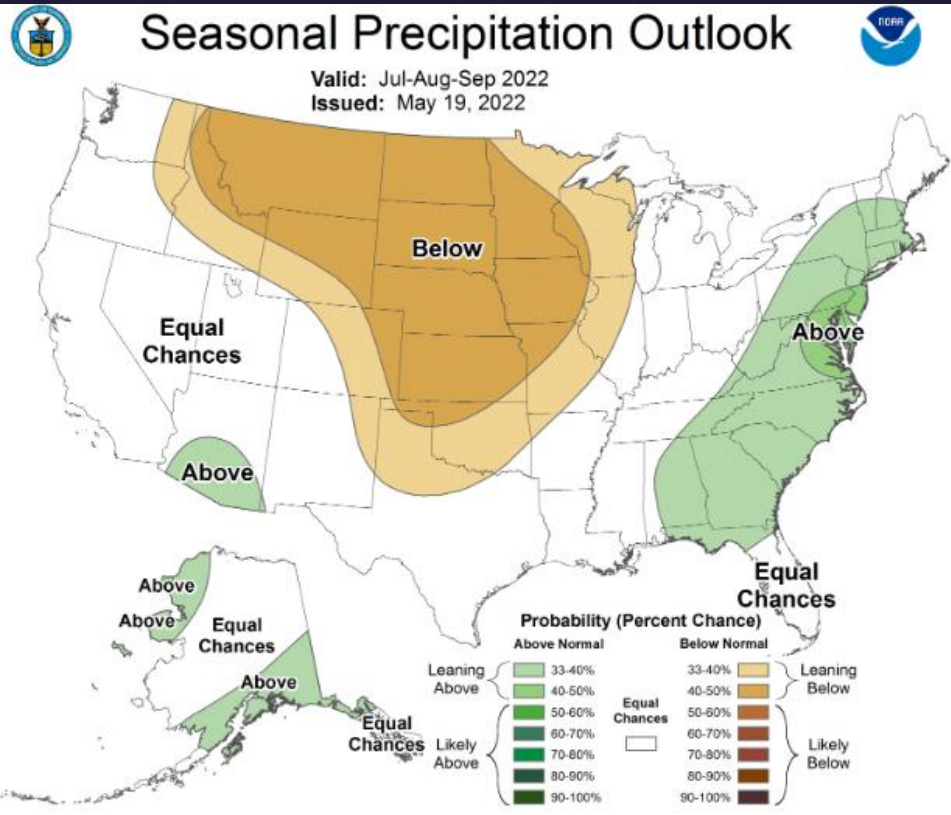 Seasonal Precipitation Outlook
NOAA
Valid: Jul-Aug-Sep 2022
Issued: May 19, 2022
Below
Equal
Chances
Above
Above
Above
Above
Equal
Chances
Above
Equal
Chances
Equal
Chances
Probability (Percent Chance)
Above Normal
Below Normal
Leaning
Above
33-40%
40-50%
50-60%
60-70%
70-80%
80-90%
90-100%
Likely
Above
Equal
Chances
33-40%
40-50%
50-60%
60-70%
70-80%
80-90%
90-100%
Leaning
Below
Likely
Below